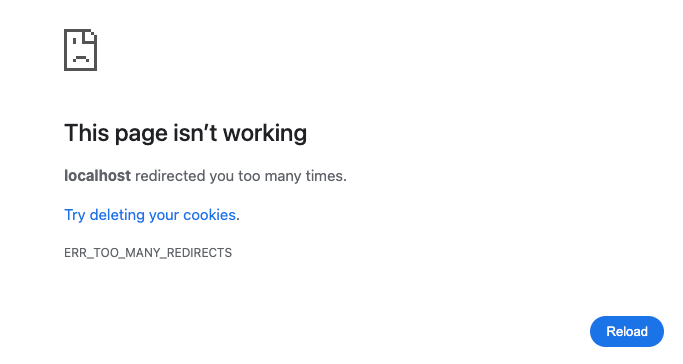 This page isn’t working
localhost redirected you too many times.
Try deleting your cookies.
ERR_TOO_MANY_REDIRECTS
Reload